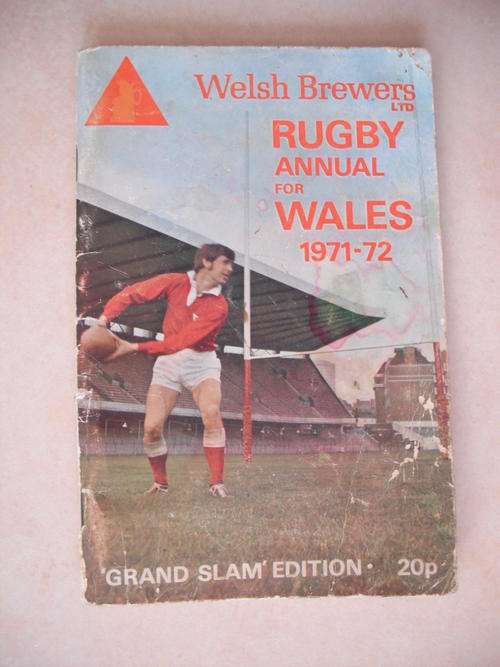 Welsh Brewers
LTD
RUGBY
ANNUAL
FOR
WALES
1971-72
'GRAND SLAM' EDITION · 20p